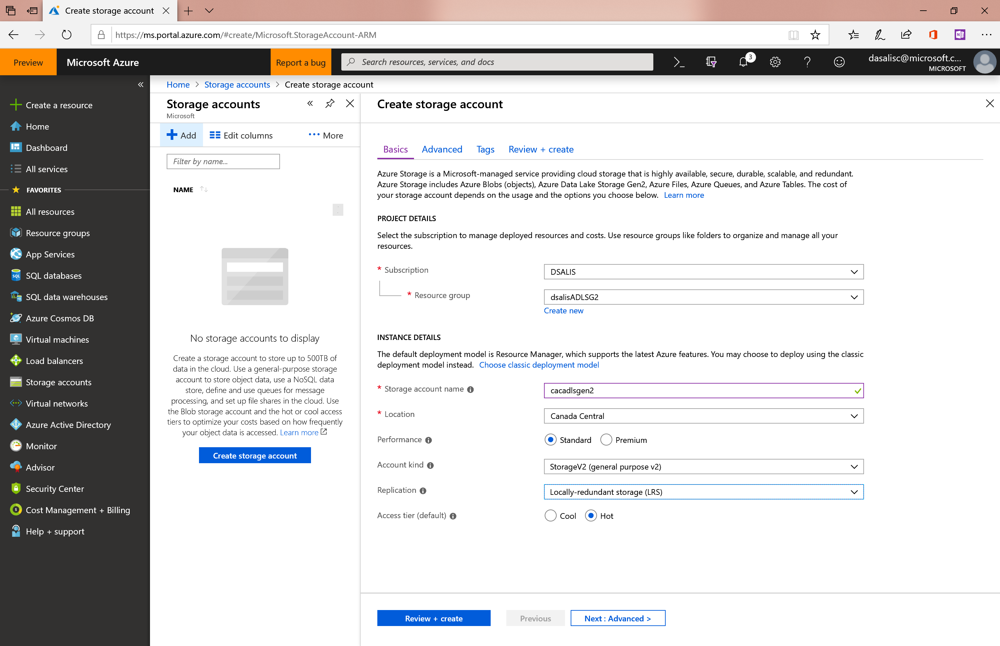 Create storage account
https://ms.portal.azure.com/#create/Microsoft.StorageAccount-ARM
Preview
Microsoft Azure
Report a bug
Search resources, services, and docs
3
dasalisc@microsoft.c...
MICROSOFT
Create a resource
Home
Dashboard
All services
FAVORITES
All resources
Resource groups
App Services
SQL databases
SQL data warehouses
Azure Cosmos DB
Virtual machines
Load balancers
Storage accounts
Virtual networks
Azure Active Directory
Monitor
Advisor
Security Center
Cost Management + Billing
Help + support
Home > Storage accounts > Create storage account
Storage accounts
Microsoft
Add
Edit columns
More
Filter by name...
NAME
No storage accounts to display
Create a storage account to store up to 500TB of
data in the cloud. Use a general-purpose storage
account to store object data, use a NoSQL data
store, define and use queues for message
processing, and set up file shares in the cloud. Use
the Blob storage account and the hot or cool access
tiers to optimize your costs based on how frequently
your object data is accessed. Learn more
Create storage account
Create storage account
Basics
Advanced
Tags
Review + create
Azure Storage is a Microsoft-managed service providing cloud storage that is highly available, secure, durable, scalable, and redundant.
Azure Storage includes Azure Blobs (objects), Azure Data Lake Storage Gen2, Azure Files, Azure Queues, and Azure Tables. The cost of
your storage account depends on the usage and the options you choose below. Learn more
PROJECT DETAILS
Select the subscription to manage deployed resources and costs. Use resource groups like folders to organize and manage all your
resources.
* Subscription
DSALIS
* Resource group
dsalisADLSG2
Create new
INSTANCE DETAILS
The default deployment model is Resource Manager, which supports the latest Azure features. You may choose to deploy using the classic
deployment model instead. Choose classic deployment model
* Storage account name
cacadlsgen2
* Location
Canada Central
Performance
Standard
Premium
Account kind
StorageV2 (general purpose v2)
Replication
Locally-redundant storage (LRS)
Access tier (default)
Cool
Hot
Review + create
Previous
Next : Advanced >